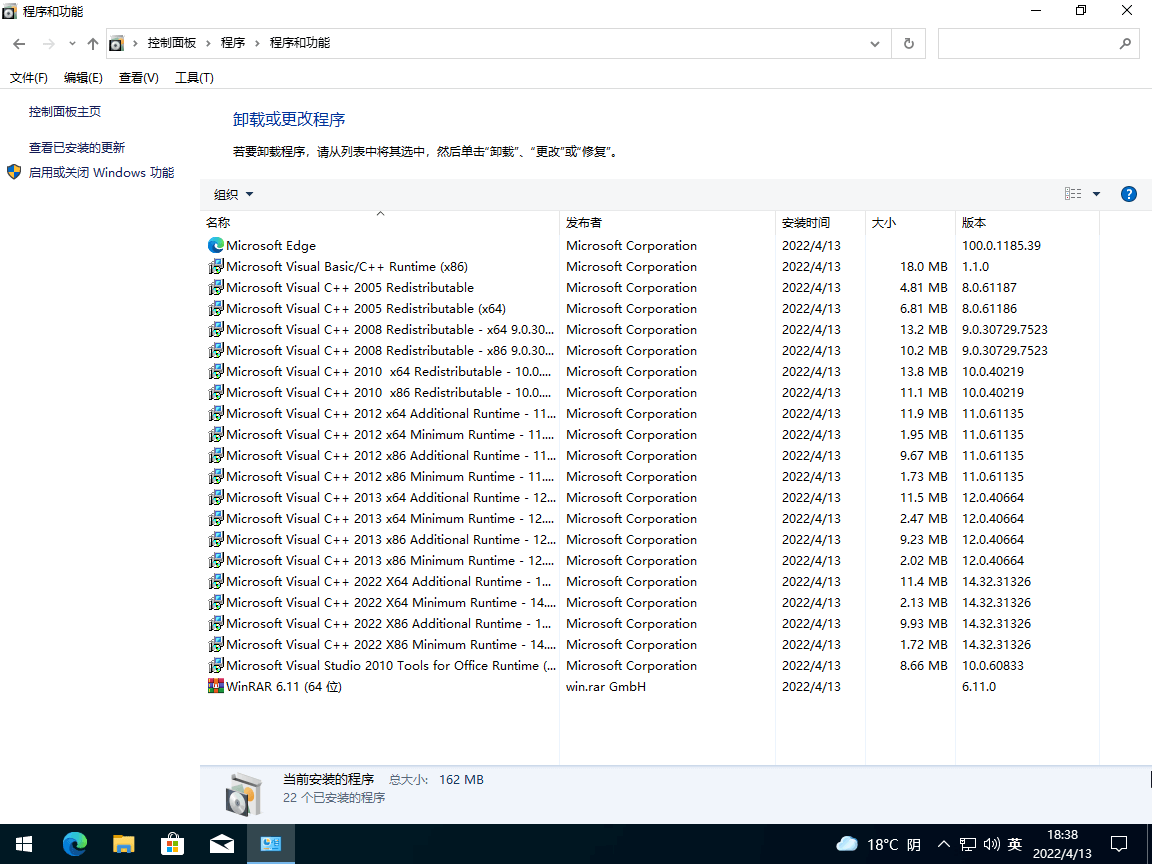 程序和功能
控制面板 程序 程序和功能
文件(F) 编辑(E) 查看(V) 工具(T)
控制面板主页
查看已安装的更新
启用或关闭 Windows 功能
卸载或更改程序
若要卸载程序，请从列表中将其选中，然后单击“卸载”、“更改”或“修复”。
组织
名称 发布者 安装时间 大小 版本
Microsoft Edge Microsoft Corporation 2022/4/13 100.0.1185.39
Microsoft Visual Basic/C++ Runtime (x86) Microsoft Corporation 2022/4/13 18.0 MB 1.1.0
Microsoft Visual C++ 2005 Redistributable Microsoft Corporation 2022/4/13 4.81 MB 8.0.61187
Microsoft Visual C++ 2005 Redistributable (x64) Microsoft Corporation 2022/4/13 6.81 MB 8.0.61186
Microsoft Visual C++ 2008 Redistributable - x64 9.0.30... Microsoft Corporation 2022/4/13 13.2 MB 9.0.30729.7523
Microsoft Visual C++ 2008 Redistributable - x86 9.0.30... Microsoft Corporation 2022/4/13 10.2 MB 9.0.30729.7523
Microsoft Visual C++ 2010  x64 Redistributable - 10.0.... Microsoft Corporation 2022/4/13 13.8 MB 10.0.40219
Microsoft Visual C++ 2010  x86 Redistributable - 10.0.... Microsoft Corporation 2022/4/13 11.1 MB 10.0.40219
Microsoft Visual C++ 2012 x64 Additional Runtime - 11... Microsoft Corporation 2022/4/13 11.9 MB 11.0.61135
Microsoft Visual C++ 2012 x64 Minimum Runtime - 11.... Microsoft Corporation 2022/4/13 1.95 MB 11.0.61135
Microsoft Visual C++ 2012 x86 Additional Runtime - 11... Microsoft Corporation 2022/4/13 9.67 MB 11.0.61135
Microsoft Visual C++ 2012 x86 Minimum Runtime - 11.... Microsoft Corporation 2022/4/13 1.73 MB 11.0.61135
Microsoft Visual C++ 2013 x64 Additional Runtime - 12... Microsoft Corporation 2022/4/13 11.5 MB 12.0.40664
Microsoft Visual C++ 2013 x64 Minimum Runtime - 12.... Microsoft Corporation 2022/4/13 2.47 MB 12.0.40664
Microsoft Visual C++ 2013 x86 Additional Runtime - 12... Microsoft Corporation 2022/4/13 9.23 MB 12.0.40664
Microsoft Visual C++ 2013 x86 Minimum Runtime - 12.... Microsoft Corporation 2022/4/13 2.02 MB 12.0.40664
Microsoft Visual C++ 2022 X64 Additional Runtime - 1... Microsoft Corporation 2022/4/13 11.4 MB 14.32.31326
Microsoft Visual C++ 2022 X64 Minimum Runtime - 14.... Microsoft Corporation 2022/4/13 2.13 MB 14.32.31326
Microsoft Visual C++ 2022 X86 Additional Runtime - 1... Microsoft Corporation 2022/4/13 9.93 MB 14.32.31326
Microsoft Visual C++ 2022 X86 Minimum Runtime - 14.... Microsoft Corporation 2022/4/13 1.72 MB 14.32.31326
Microsoft Visual Studio 2010 Tools for Office Runtime (... Microsoft Corporation 2022/4/13 8.66 MB 10.0.60833
WinRAR 6.11 (64 位) win.rar GmbH 2022/4/13 6.11.0
当前安装的程序 总大小: 162 MB
22 个已安装的程序
18°C 阴 英 18:38
2022/4/13